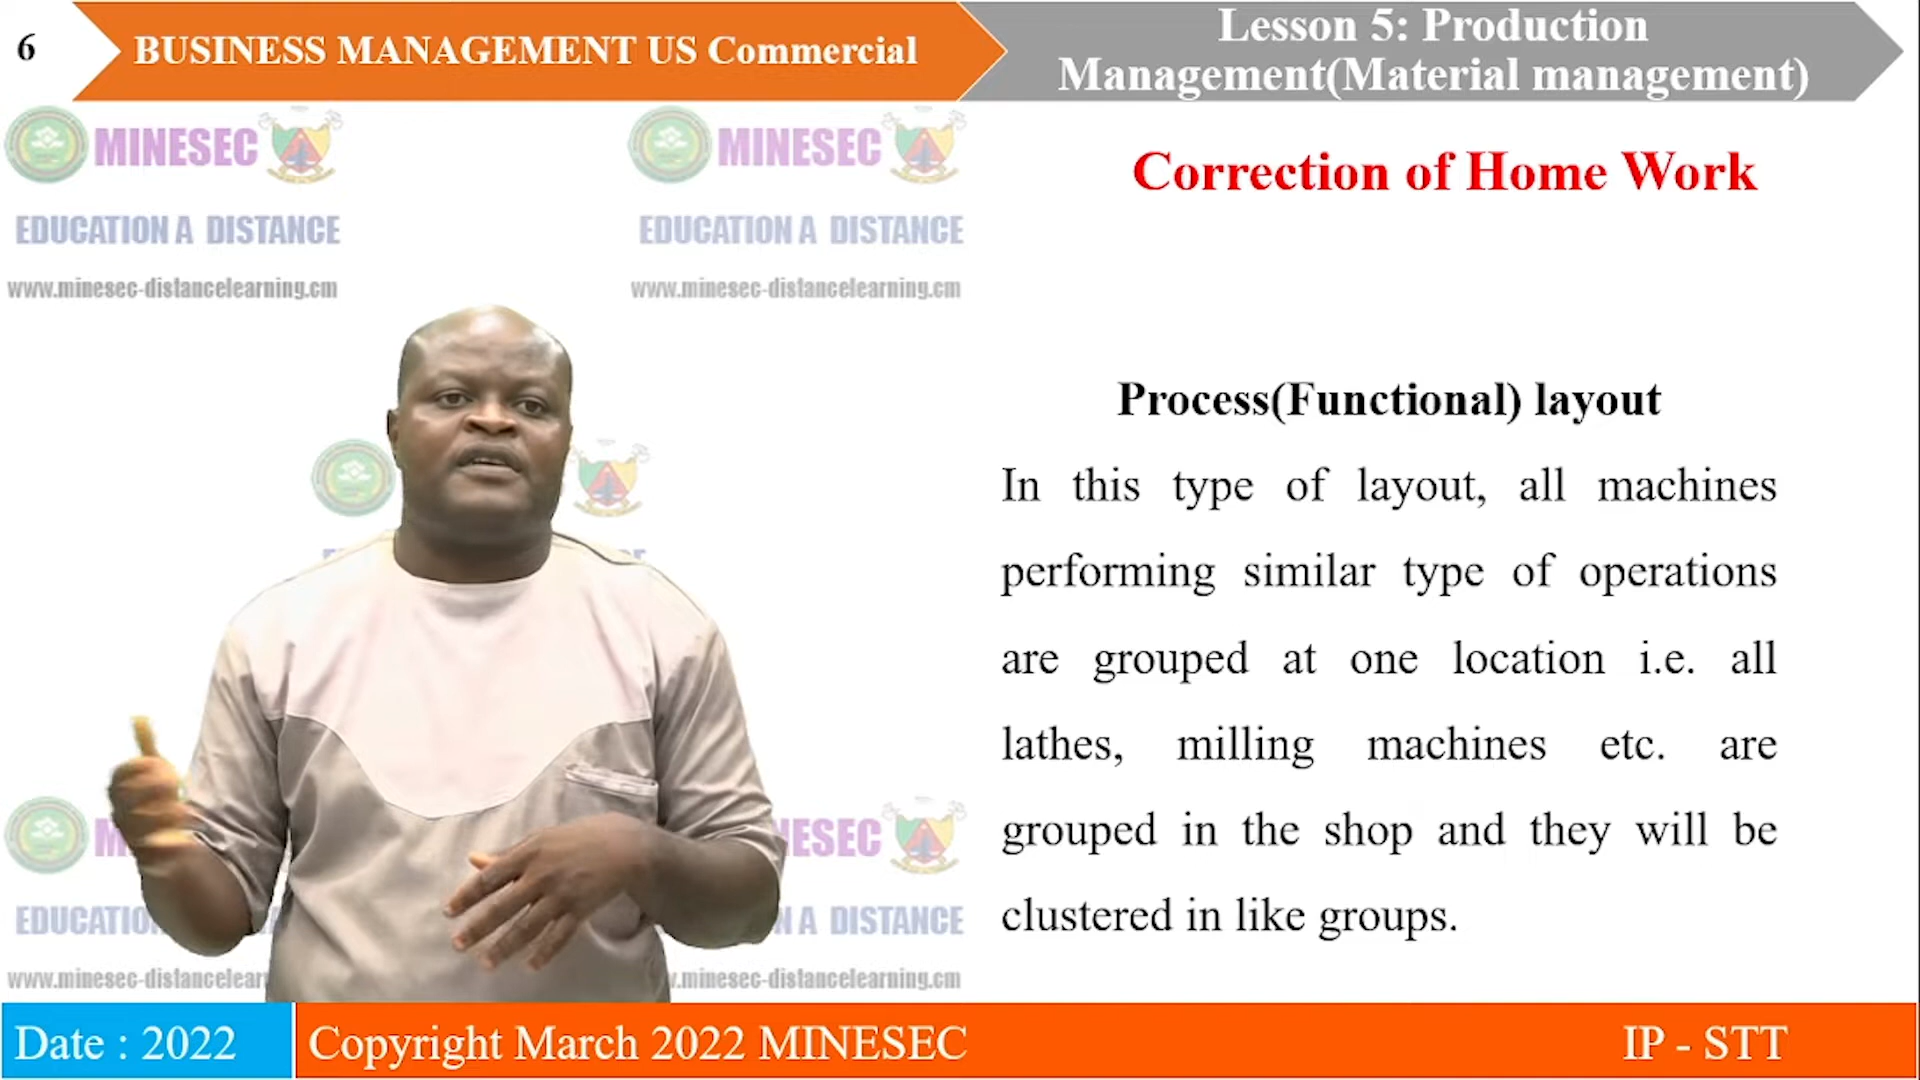 6
BUSINESS MANAGEMENT US Commercial
Lesson 5: Production
Management(Material management)
MINESEC
EDUCATION A DISTANCE
www.minesec-distancelearning.cm
MINESEC
EDUCATION A DISTANCE
www.minesec-distancelearning.cm
Correction of Home Work
Process(Functional) layout
In this type of layout, all machines
performing similar type of operations
are grouped at one location i.e. all
lathes, milling machines etc. are
grouped in the shop and they will be
clustered in like groups.
Date : 2022
Copyright March 2022 MINESEC
IP - STT